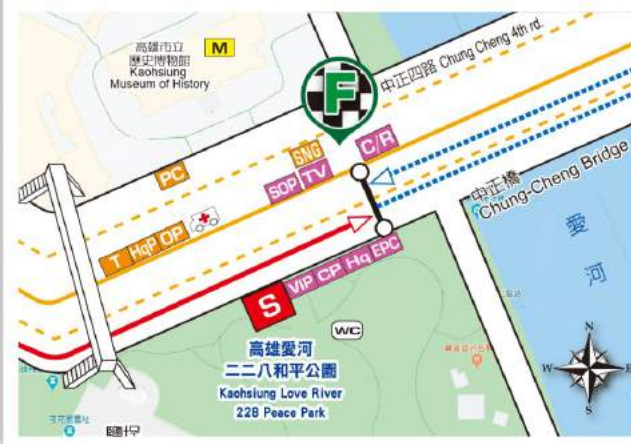 高雄市立
歷史博物館
Kaohsiung
Museum of History
M
F
中正四路 Chung Cheng 4th rd.
PC
SNG
C/R
SOP
TV
T
HqP
OP
中正橋
Chung-Cheng Bridge
S
VIP
CP
Hq
EPC
WC
愛
河
高雄愛河
二二八和平公園
Kaohsiung Love River
228 Peace Park
N
W
E
S